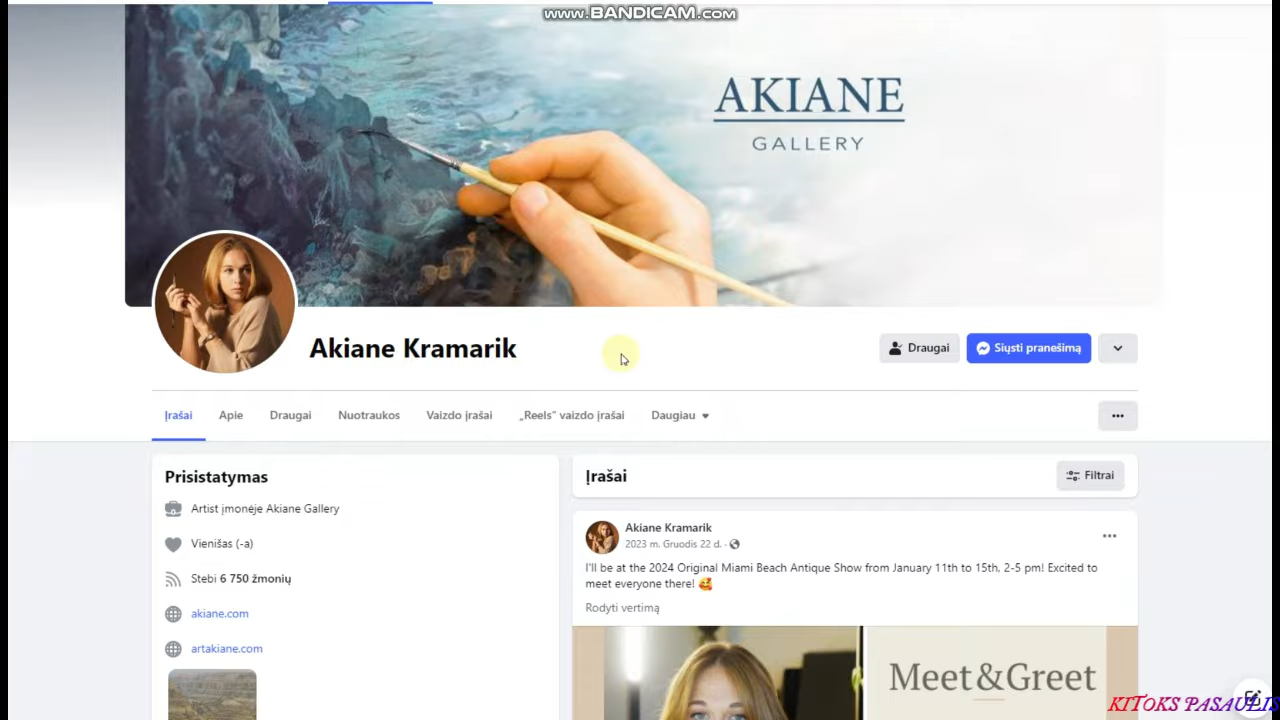 www.BANDICAM.com
AKIANE
GALLERY
Akiane Kramarik
Draugai
Siųsti pranešimą
Įrašai
Apie
Draugai
Nuotraukos
Vaizdo įrašai
„Reels“ vaizdo įrašai
Daugiau
Prisistatymas
Artist įmonėje Akiane Gallery
Vienišas (-a)
Stebi 6 750 žmonių
akiane.com
artakiane.com
Įrašai
Filtrai
Akiane Kramarik
2023 m. Gruodis 22 d. ·
I'll be at the 2024 Original Miami Beach Antique Show from January 11th to 15th, 2-5 pm! Excited to
meet everyone there! 🥰
Rodyti vertimą
Meet&Greet
KITOKS PASAULIS